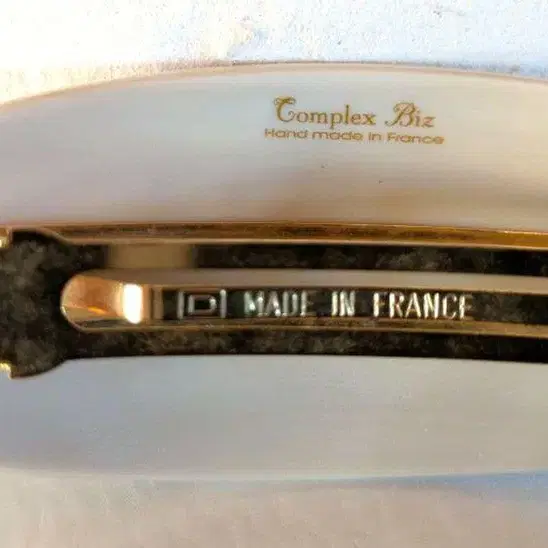 Complex Biz
Hand made in France
D MADE IN FRANCE